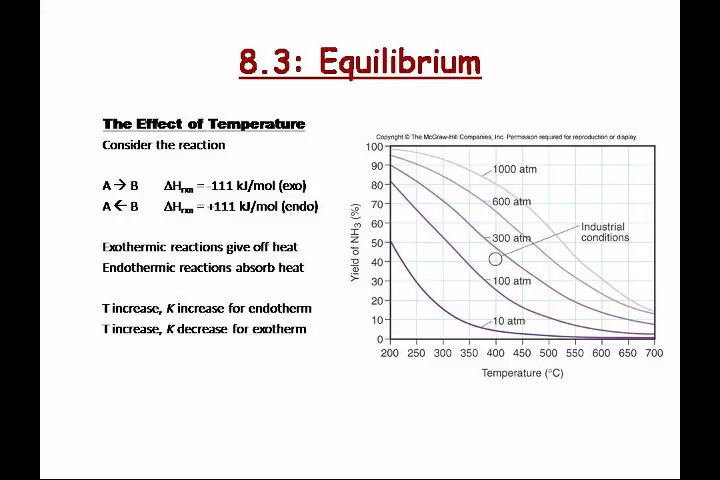 8.3: Equilibrium
The Effect of Temperature
Consider the reaction
A → B ΔHrxn = -111 kJ/mol (exo)
A ← B ΔHrxn = +111 kJ/mol (endo)
Exothermic reactions give off heat
Endothermic reactions absorb heat
T increase, K increase for endotherm
T increase, K decrease for exotherm
Copyright © The McGraw-Hill Companies, Inc. Permission required for reproduction or display.
Yield of NH3 (%)
100
90
80
70
60
50
40
30
20
10
0
1000 atm
600 atm
300 atm
100 atm
10 atm
Industrial
conditions
200 250 300 350 400 450 500 550 600 650 700
Temperature (°C)